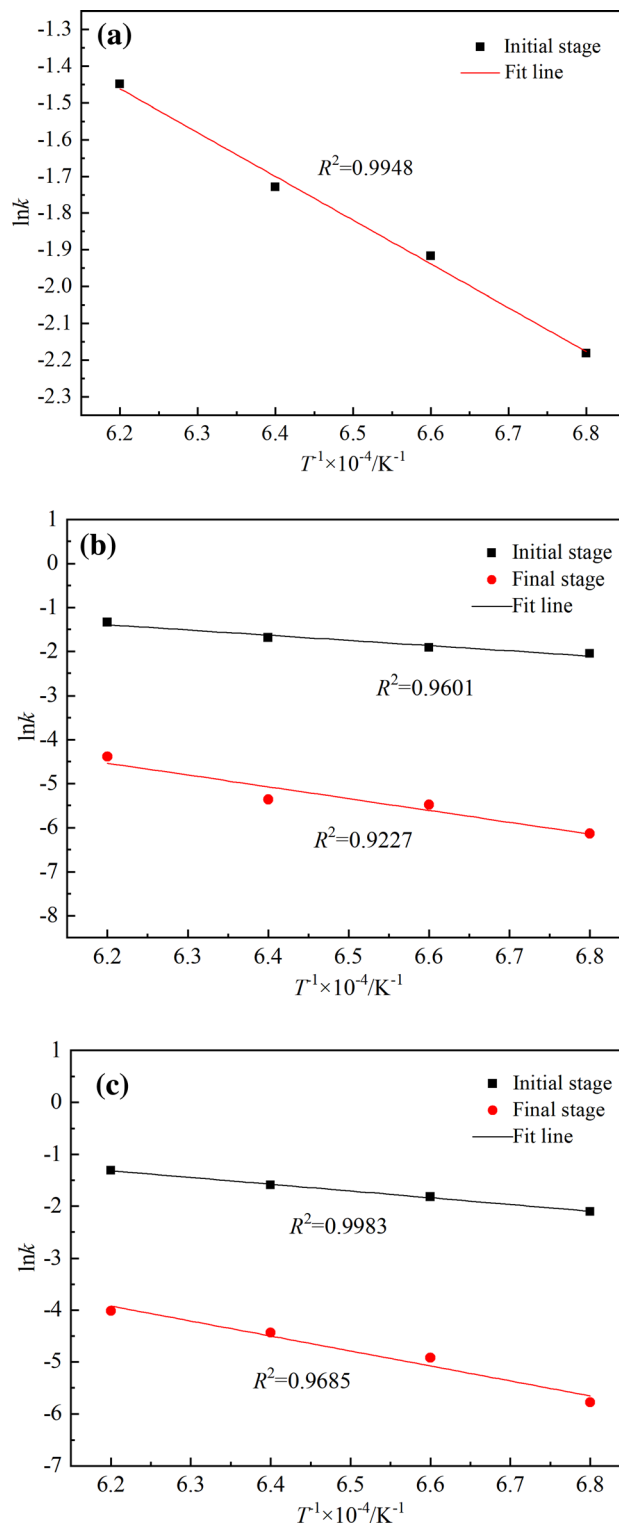 (a)
Initial stage
Fit line
R²=0.9948
lnk
-1.3
-1.4
-1.5
-1.6
-1.7
-1.8
-1.9
-2.0
-2.1
-2.2
-2.3
6.2 6.3 6.4 6.5 6.6 6.7 6.8
T⁻¹×10⁻⁴/K⁻¹
(b)
Initial stage
Final stage
Fit line
R²=0.9601
R²=0.9227
lnk
1
0
-1
-2
-3
-4
-5
-6
-7
-8
6.2 6.3 6.4 6.5 6.6 6.7 6.8
T⁻¹×10⁻⁴/K⁻¹
(c)
Initial stage
Final stage
Fit line
R²=0.9983
R²=0.9685
lnk
1
0
-1
-2
-3
-4
-5
-6
-7
6.2 6.3 6.4 6.5 6.6 6.7 6.8
T⁻¹×10⁻⁴/K⁻¹